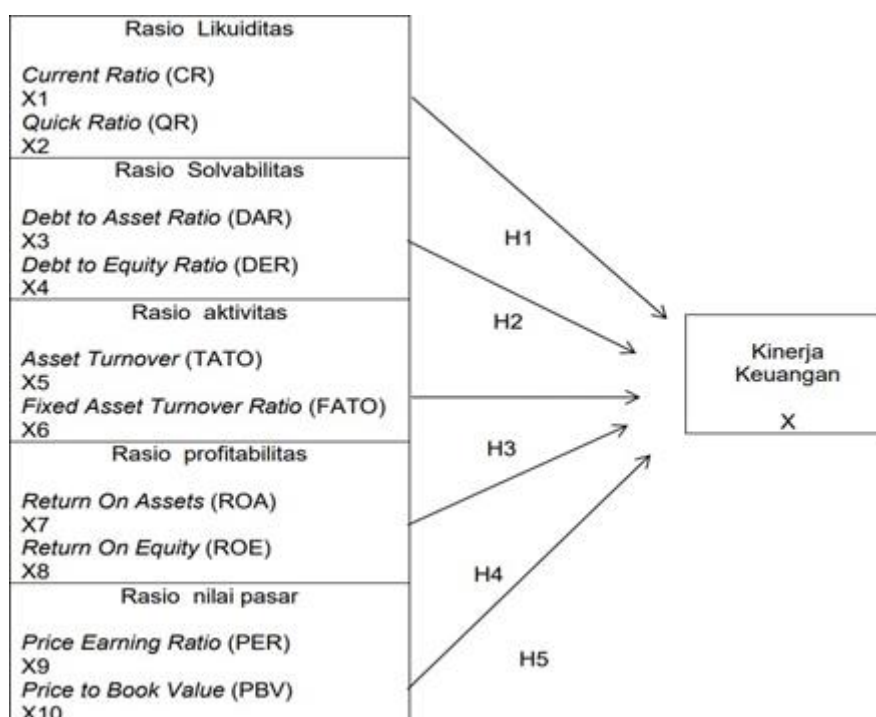 Rasio Likuiditas
Current Ratio (CR)
X1
Quick Ratio (QR)
X2
Rasio Solvabilitas
Debt to Asset Ratio (DAR)
X3
Debt to Equity Ratio (DER)
X4
Rasio aktivitas
Asset Turnover (TATO)
X5
Fixed Asset Turnover Ratio (FATO)
X6
Rasio profitabilitas
Return On Assets (ROA)
X7
Return On Equity (ROE)
X8
Rasio nilai pasar
Price Earning Ratio (PER)
X9
Price to Book Value (PBV)
X10
H1
H2
H3
H4
H5
Kinerja
Keuangan
X